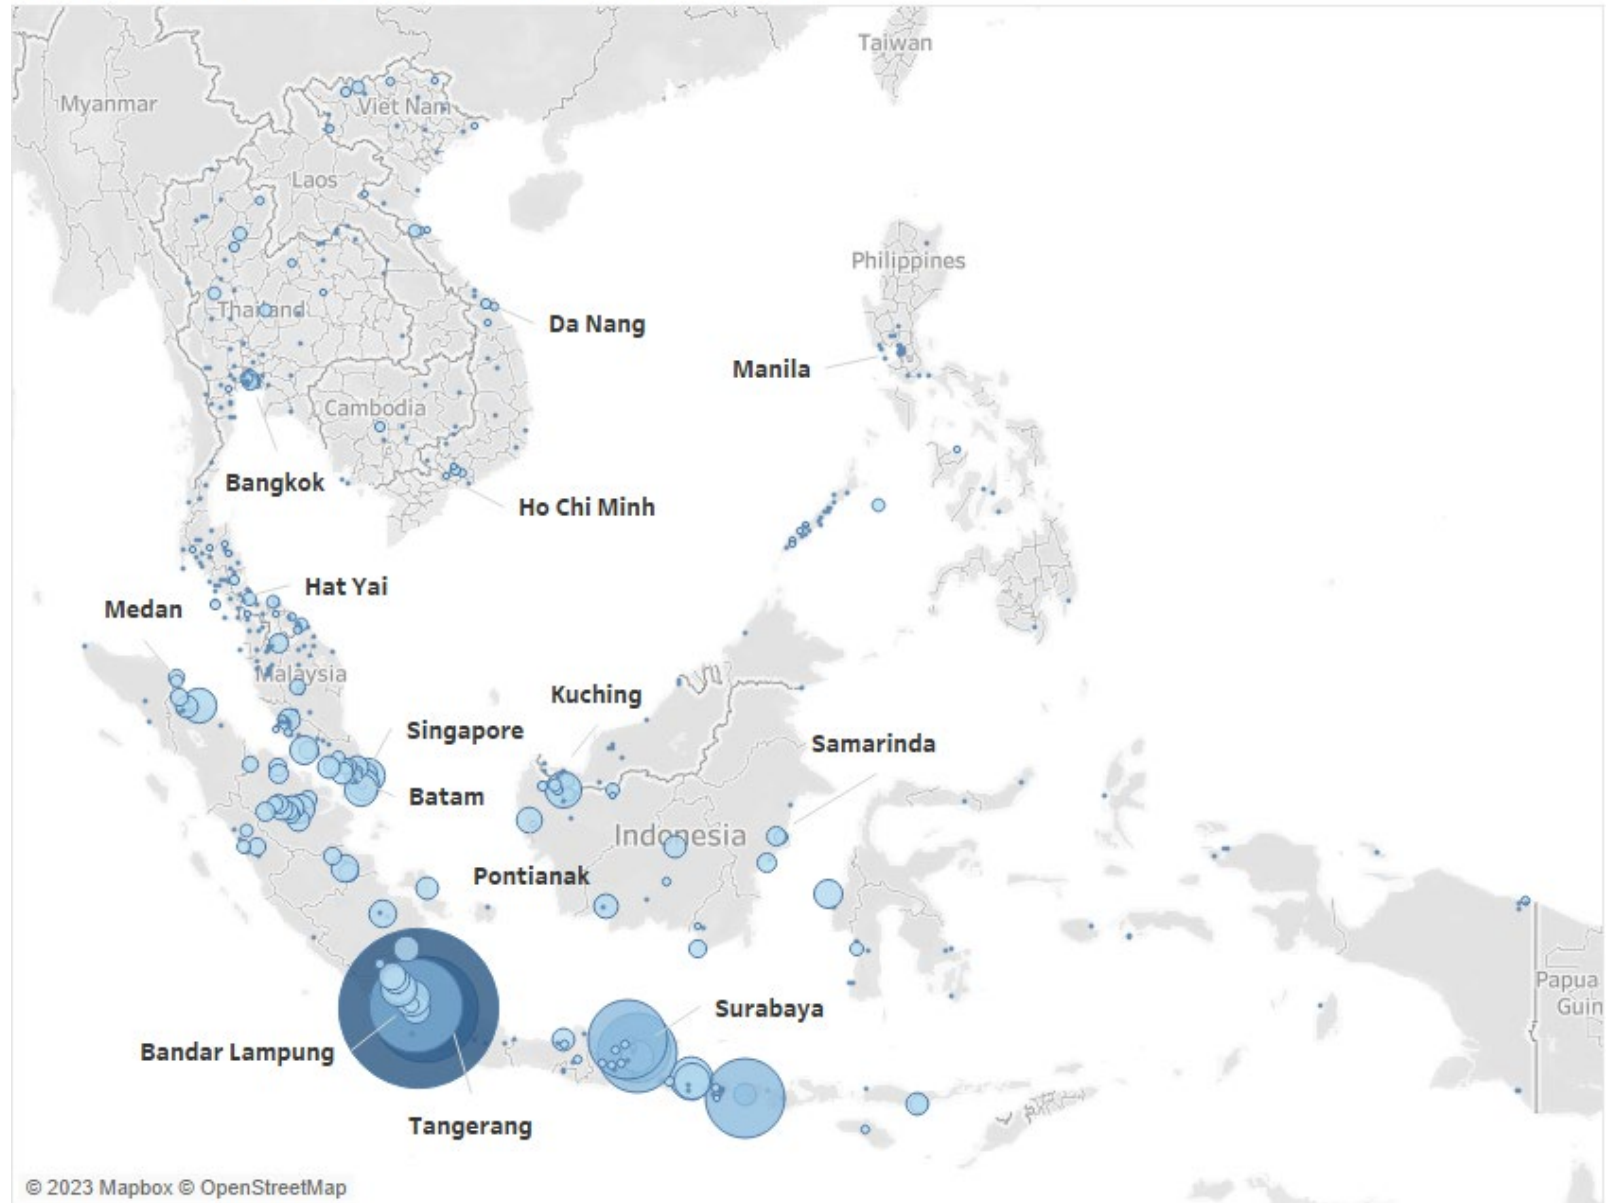 Taiwan
Myanmar
Viet Nam
Laos
Philippines
Thailand
Da Nang
Manila
Cambodia
Bangkok
Ho Chi Minh
Hat Yai
Medan
Malaysia
Kuching
Singapore
Samarinda
Batam
Indonesia
Pontianak
Papua
Guin
Surabaya
Bandar Lampung
Tangerang
© 2023 Mapbox © OpenStreetMap